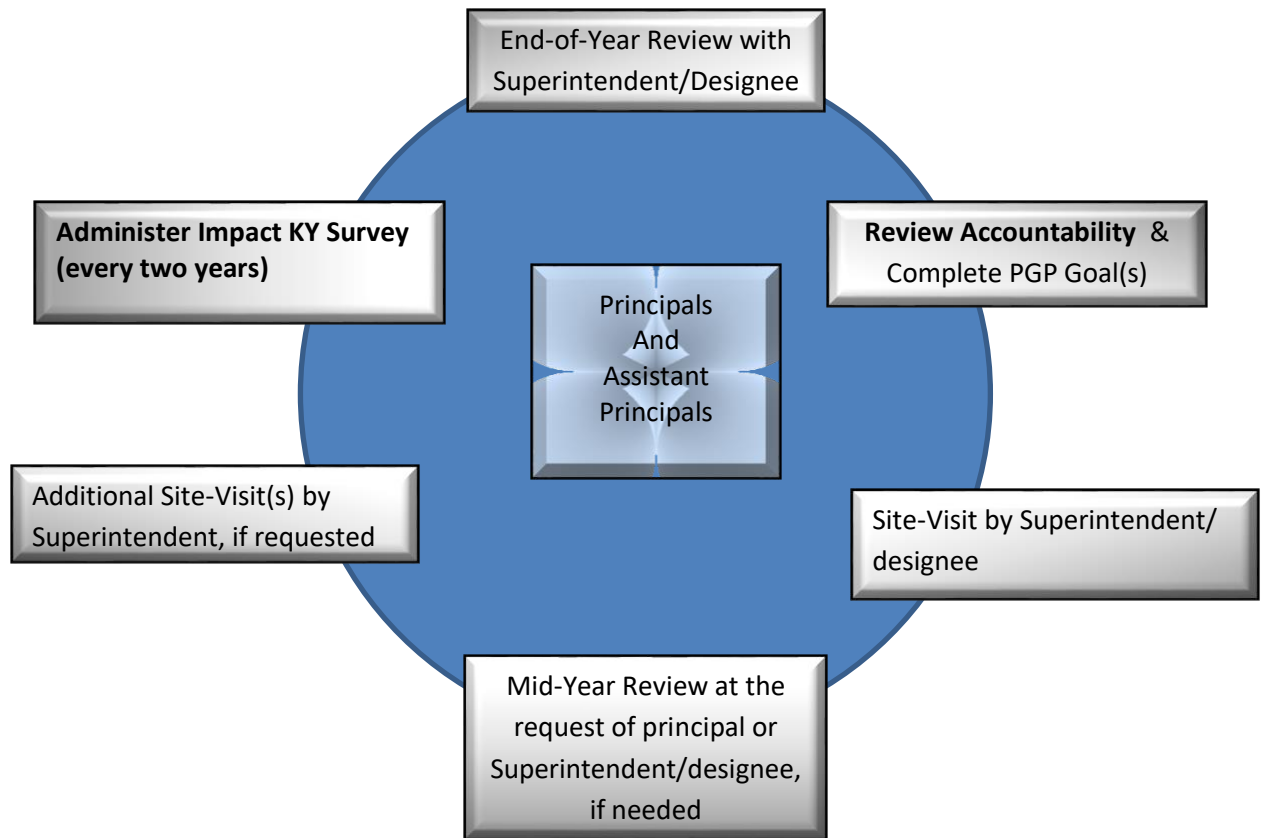 End-of-Year Review with
Superintendent/Designee
Administer Impact KY Survey
(every two years)
Review Accountability &
Complete PGP Goal(s)
Principals
And
Assistant
Principals
Additional Site-Visit(s) by
Superintendent, if requested
Site-Visit by Superintendent/
designee
Mid-Year Review at the
request of principal or
Superintendent/designee,
if needed